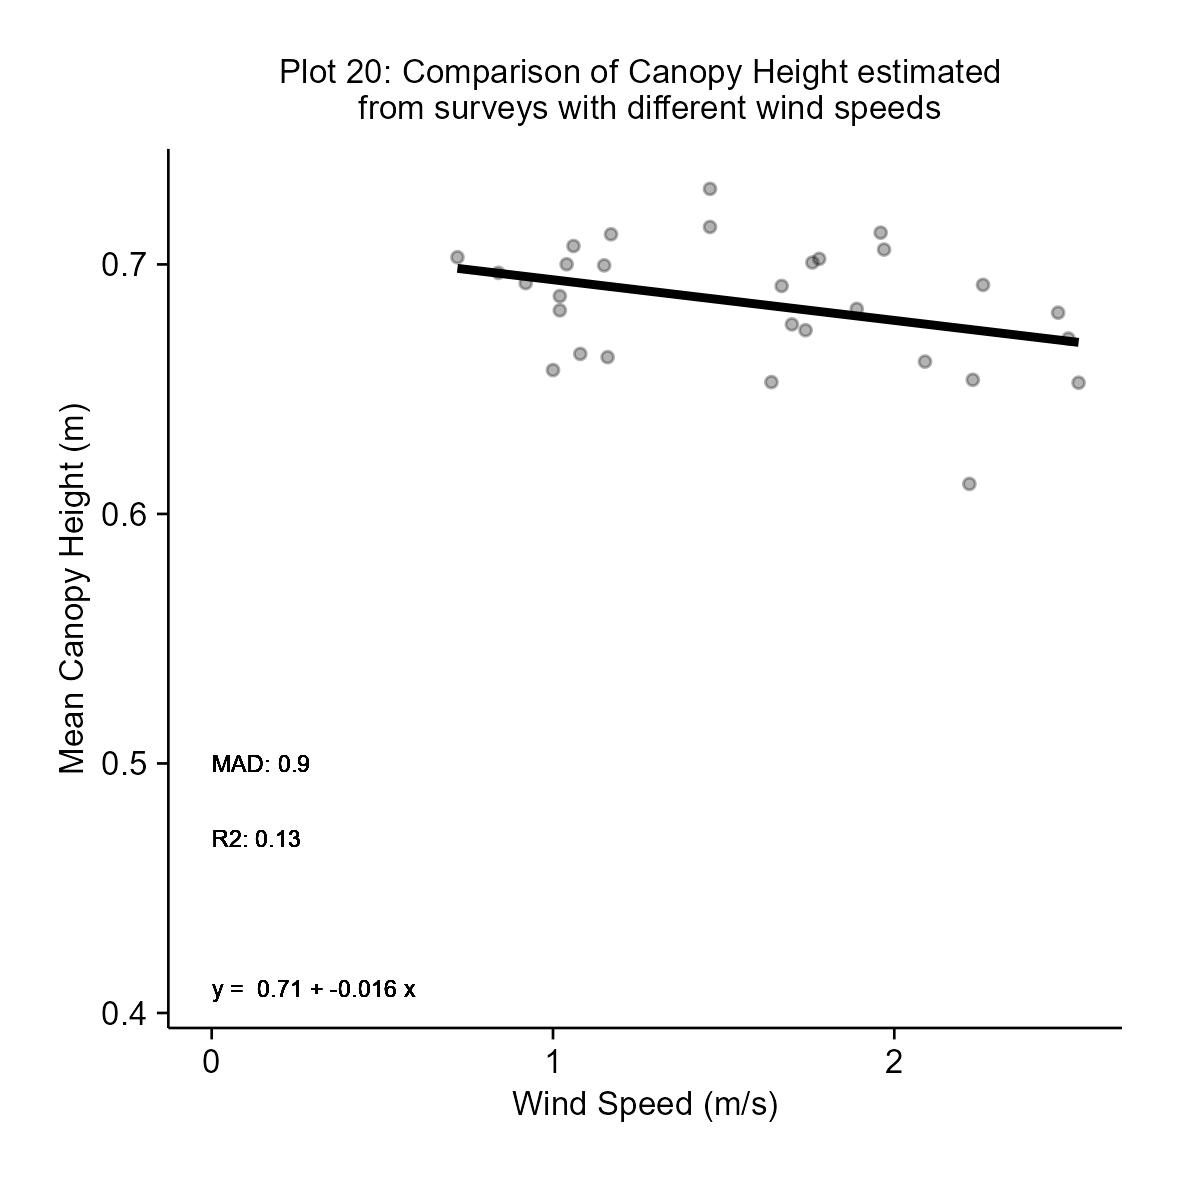 Plot 20: Comparison of Canopy Height estimated
from surveys with different wind speeds
Mean Canopy Height (m)
0.7
0.6
0.5
0.4
MAD: 0.9
R2: 0.13
y =  0.71 + -0.016 x
0 1 2
Wind Speed (m/s)